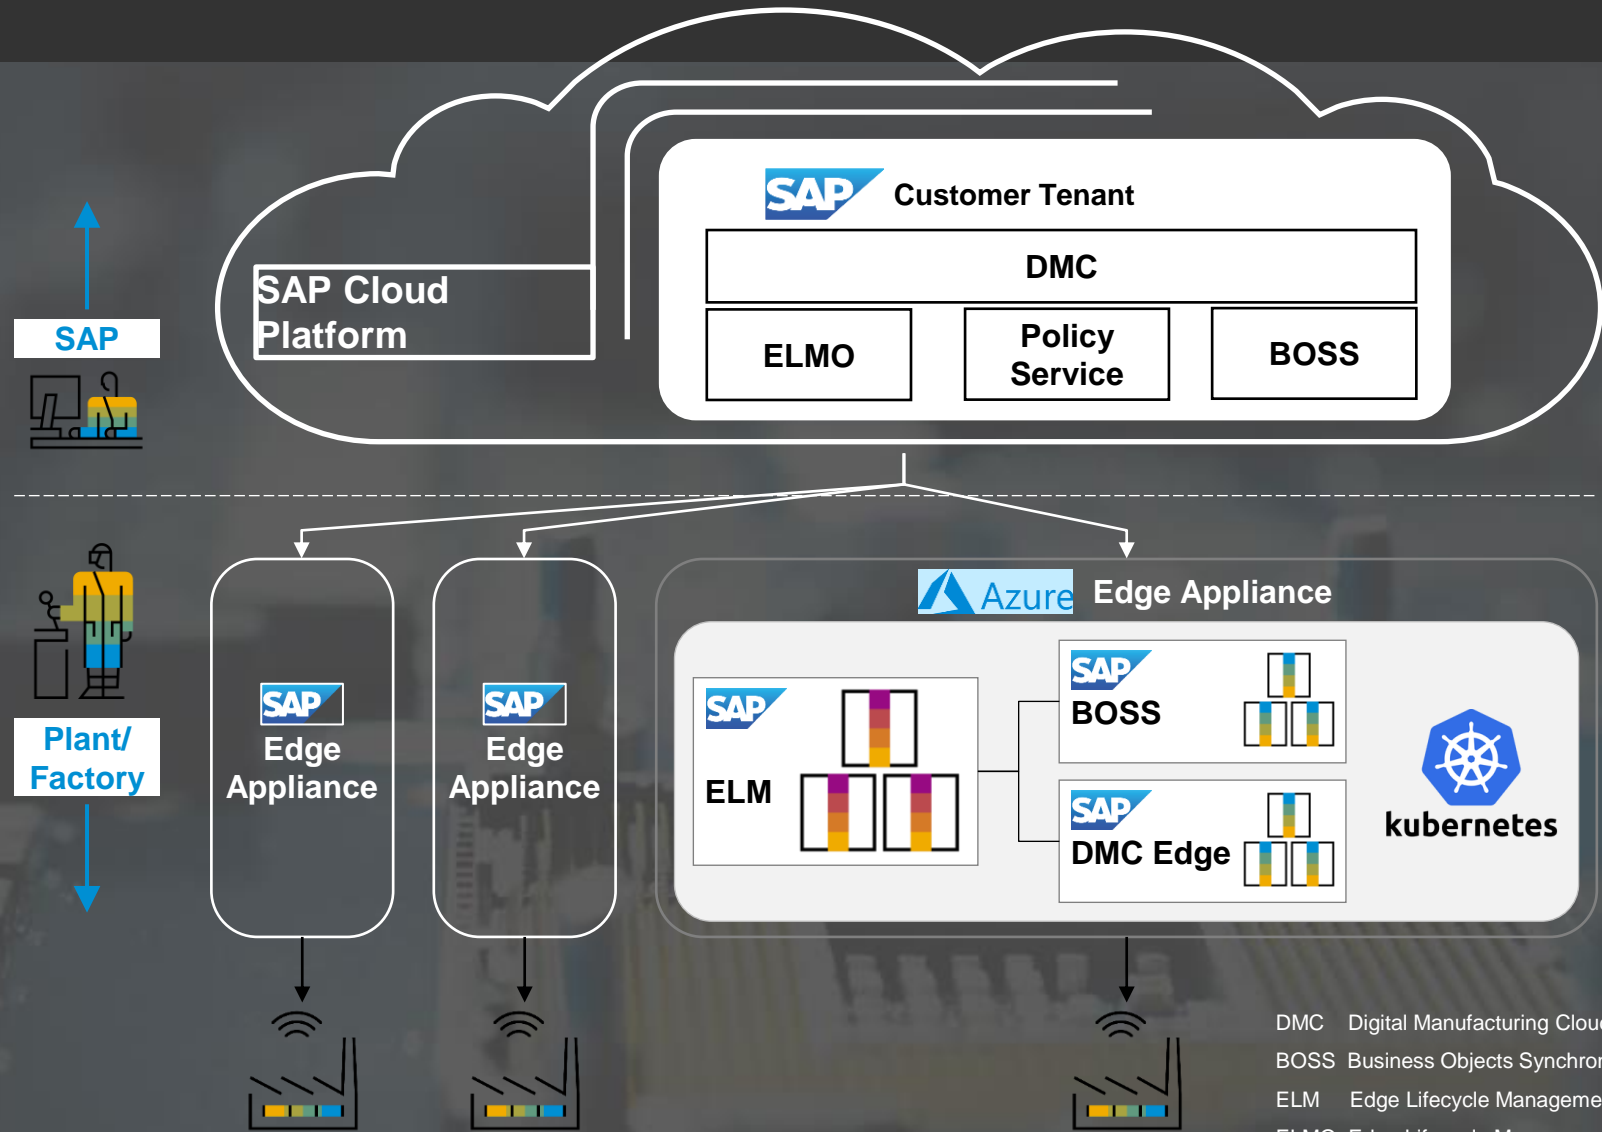 SAP Customer Tenant
DMC
SAP Cloud
Platform
ELMO
Policy
Service
BOSS
SAP
Azure Edge Appliance
SAP
BOSS
SAP
ELM
SAP
Edge
Appliance
SAP
Edge
Appliance
Plant/
Factory
SAP
DMC Edge
kubernetes
DMC Digital Manufacturing Cloud
BOSS Business Objects
ELM Edge Lifecycle
Edge